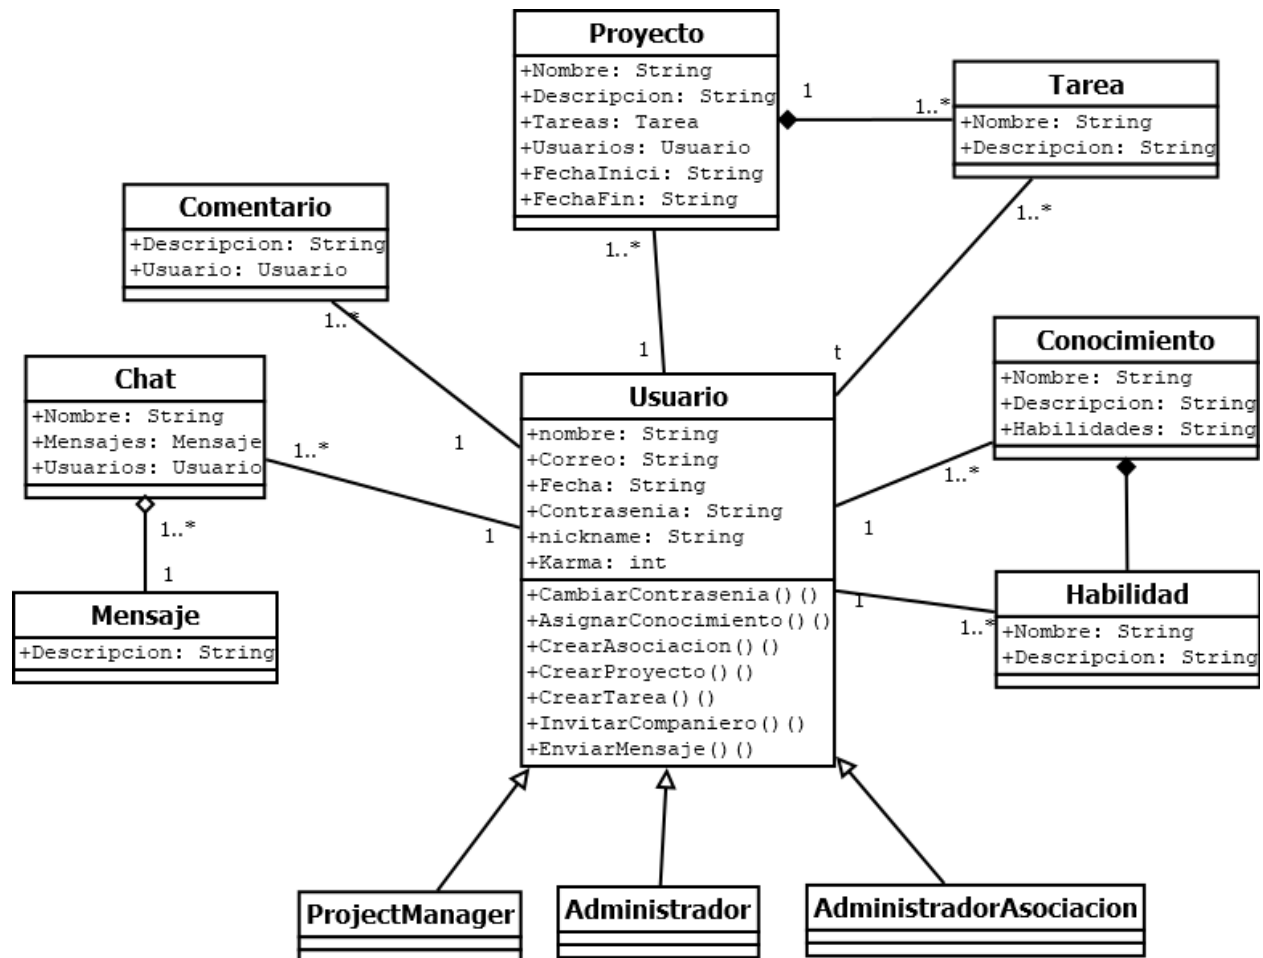 Proyecto
+Nombre: String
+Descripcion: String
+Tareas: Tarea
+Usuarios: Usuario
+FechaInici: String
+FechaFin: String
1
1..*
Tarea
+Nombre: String
+Descripcion: String
1..*
t
1..*
1
Comentario
+Descripcion: String
+Usuario: Usuario
1..*
1
Chat
+Nombre: String
+Mensajes: Mensaje
+Usuarios: Usuario
1..*
1
1..*
1
Mensaje
+Descripcion: String
Usuario
+nombre: String
+Correo: String
+Fecha: String
+Contrasenia: String
+nickname: String
+Karma: int
+CambiarContrasenia()()
+AsignarConocimiento()()
+CrearAsociacion()()
+CrearProyecto()()
+CrearTarea()()
+InvitarCompaniero()()
+EnviarMensaje()()
Conocimiento
+Nombre: String
+Descripcion: String
+Habilidades: String
1..*
1
Habilidad
+Nombre: String
+Descripcion: String
1
1..*
ProjectManager
Administrador
AdministradorAsociacion